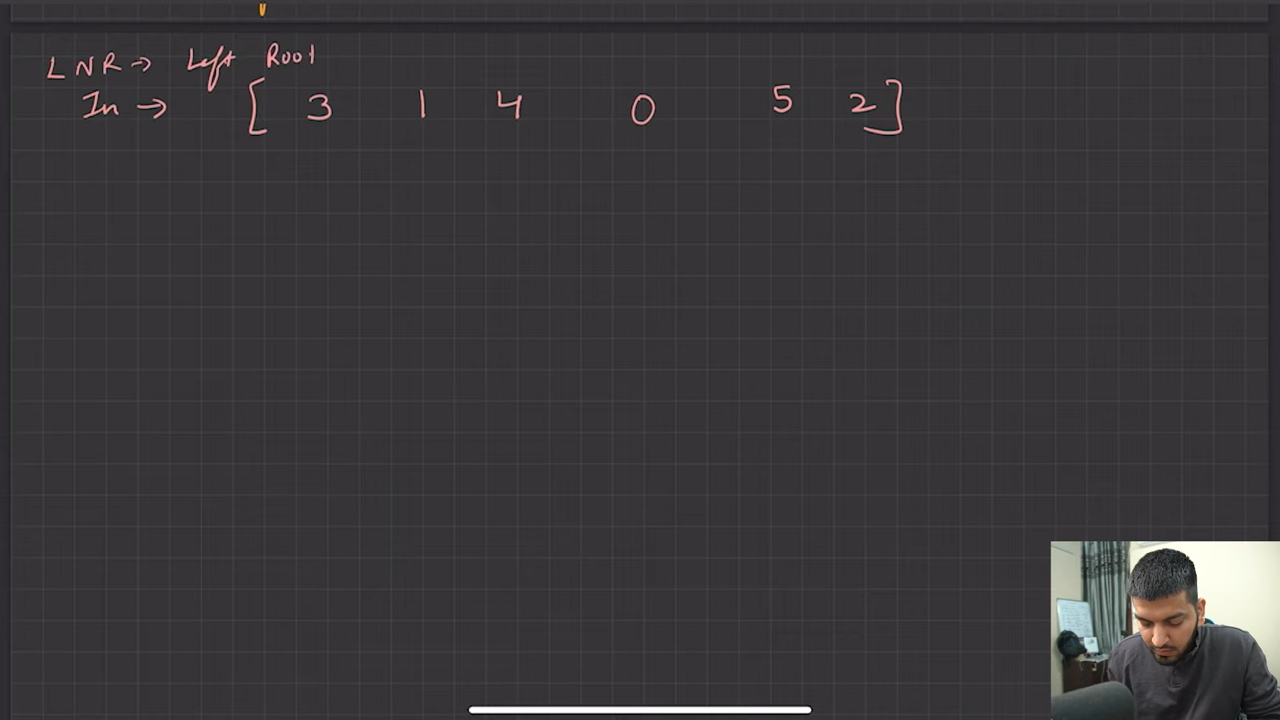 LNR → Left Root
In → [ 3 1 4 0 5 2 ]